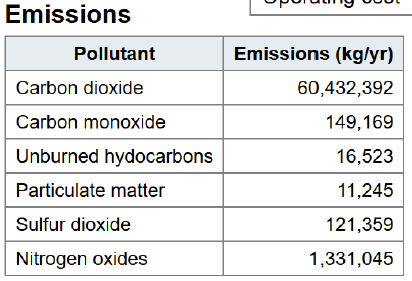 Operating cost
Emissions
Pollutant Emissions (kg/yr)
Carbon dioxide 60,432,392
Carbon monoxide 149,169
Unburned hydocarbons 16,523
Particulate matter 11,245
Sulfur dioxide 121,359
Nitrogen oxides 1,331,045